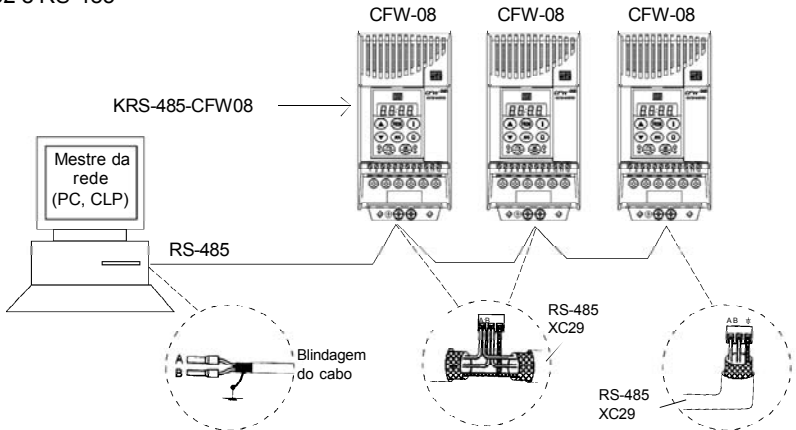 CFW-08
CFW-08
CFW-08
KRS-485-CFW08
Mestre da
rede
(PC, CLP)
RS-485
A
B
Blindagem
do cabo
A B
RS-485
XC29
A B
RS-485
XC29